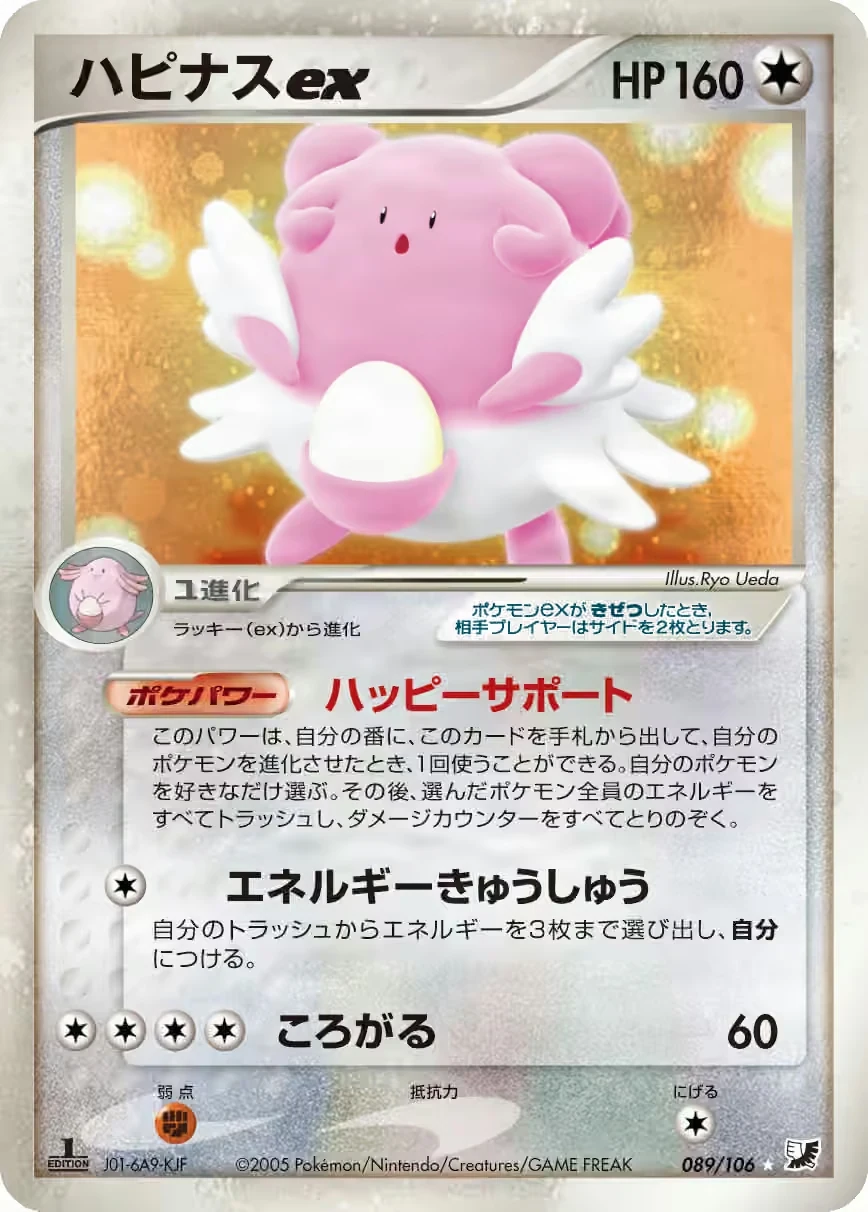 ハピナスex HP160
Illus.Ryo Ueda
1進化
ラッキー(ex)から進化
ポケモンexが きぜつしたとき、
相手プレイヤーはサイドを2枚とります。
ポケパワー ハッピーサポート
このパワーは、自分の番に、このカードを手札から出して、自分の
ポケモンを進化させたとき、1回使うことができる。自分のポケモン
を好きなだけ選ぶ。その後、選んだポケモン全員のエネルギーを
すべてトラッシュし、ダメージカウンターをすべてとりのぞく。
エネルギーきゅうしゅう
自分のトラッシュからエネルギーを3枚まで選び出し、自分
につける。
ころがる 60
弱点 抵抗力 にげる
1 EDITION J01-6A9-KJF ©2005 Pokémon/Nintendo/Creatures/GAME FREAK 089/106 ★